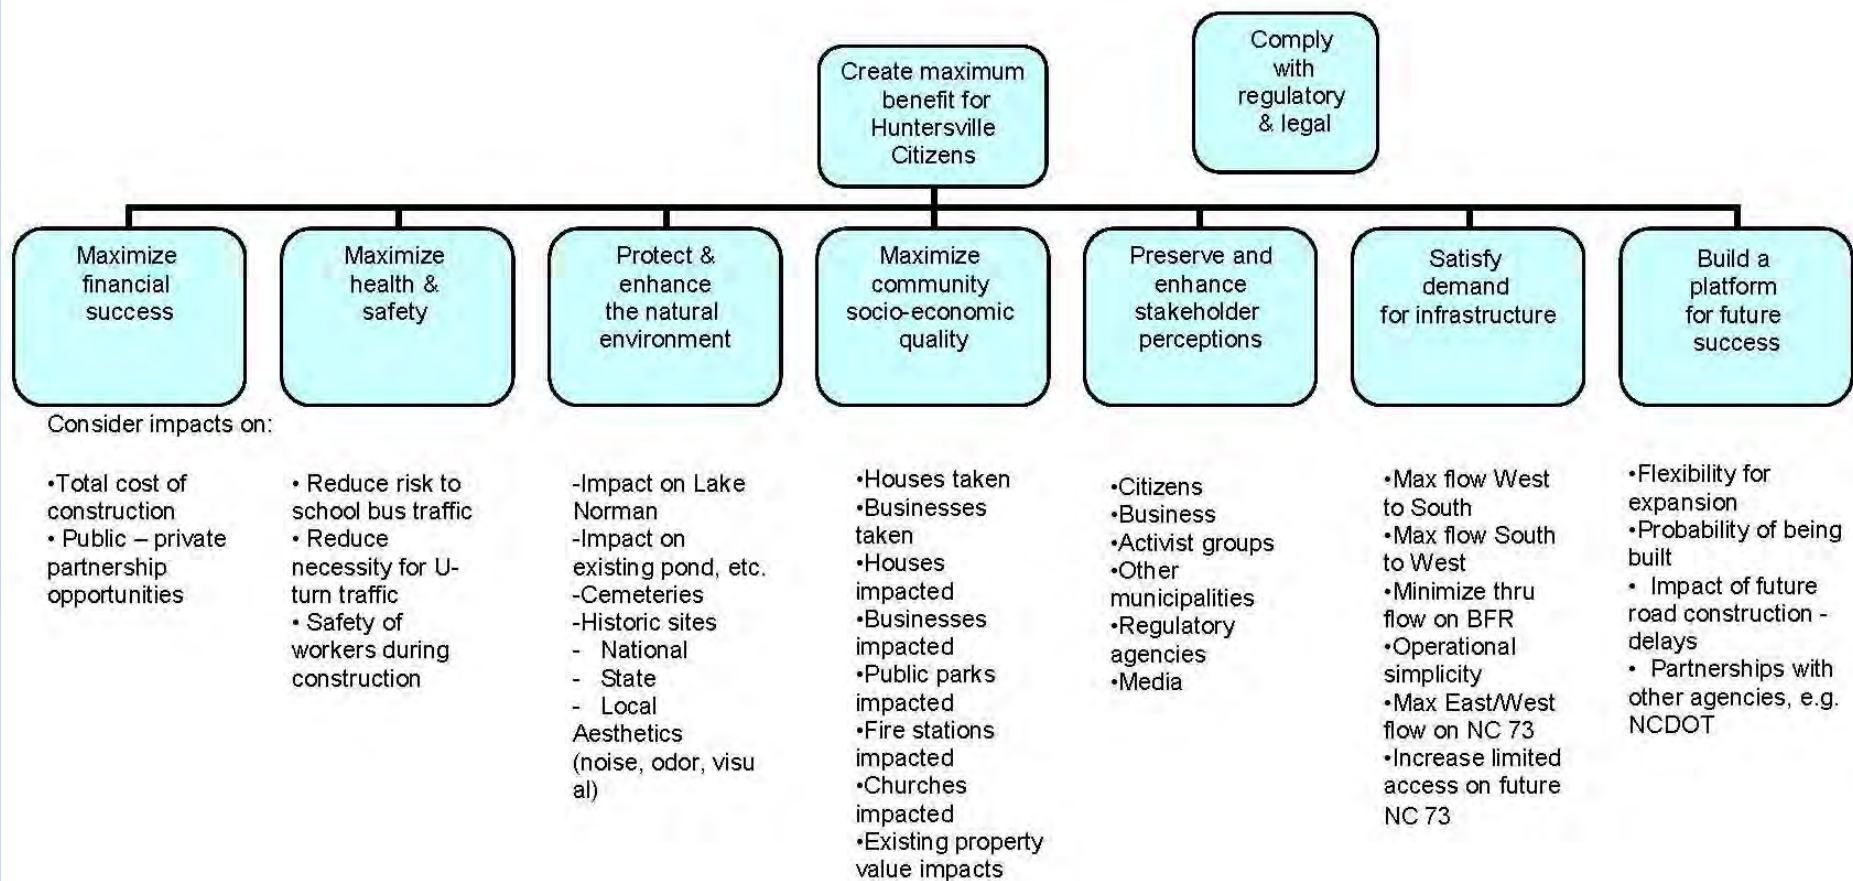 Create maximum
benefit for
Huntersville
Citizens
Comply
with
regulatory
& legal
Maximize
financial
success
Maximize
health &
safety
Protect &
enhance
the natural
environment
Maximize
community
socio-economic
quality
Preserve and
enhance
stakeholder
perceptions
Satisfy
demand
for infrastructure
Build a
platform
for future
success
Consider impacts on:
•Total cost of
construction
• Public – private
partnership
opportunities
• Reduce risk to
school bus traffic
• Reduce
necessity for U-
turn traffic
• Safety of
workers during
construction
-Impact on Lake
Norman
-Impact on
existing pond, etc.
-Cemeteries
-Historic sites
- National
- State
- Local
Aesthetics
(noise, odor, visu
al)
•Houses taken
•Businesses
taken
•Houses
impacted
•Businesses
impacted
•Public parks
impacted
•Fire stations
impacted
•Churches
impacted
•Existing property
value impacts
•Citizens
•Business
•Activist groups
•Other
municipalities
•Regulatory
agencies
•Media
•Max flow West
to South
•Max flow South
to West
•Minimize thru
flow on BFR
•Operational
simplicity
•Max East/West
flow on NC 73
•Increase limited
access on future
NC 73
•Flexibility for
expansion
•Probability of being
built
• Impact of future
road construction -
delays
• Partnerships with
other agencies, e.g.
NCDOT